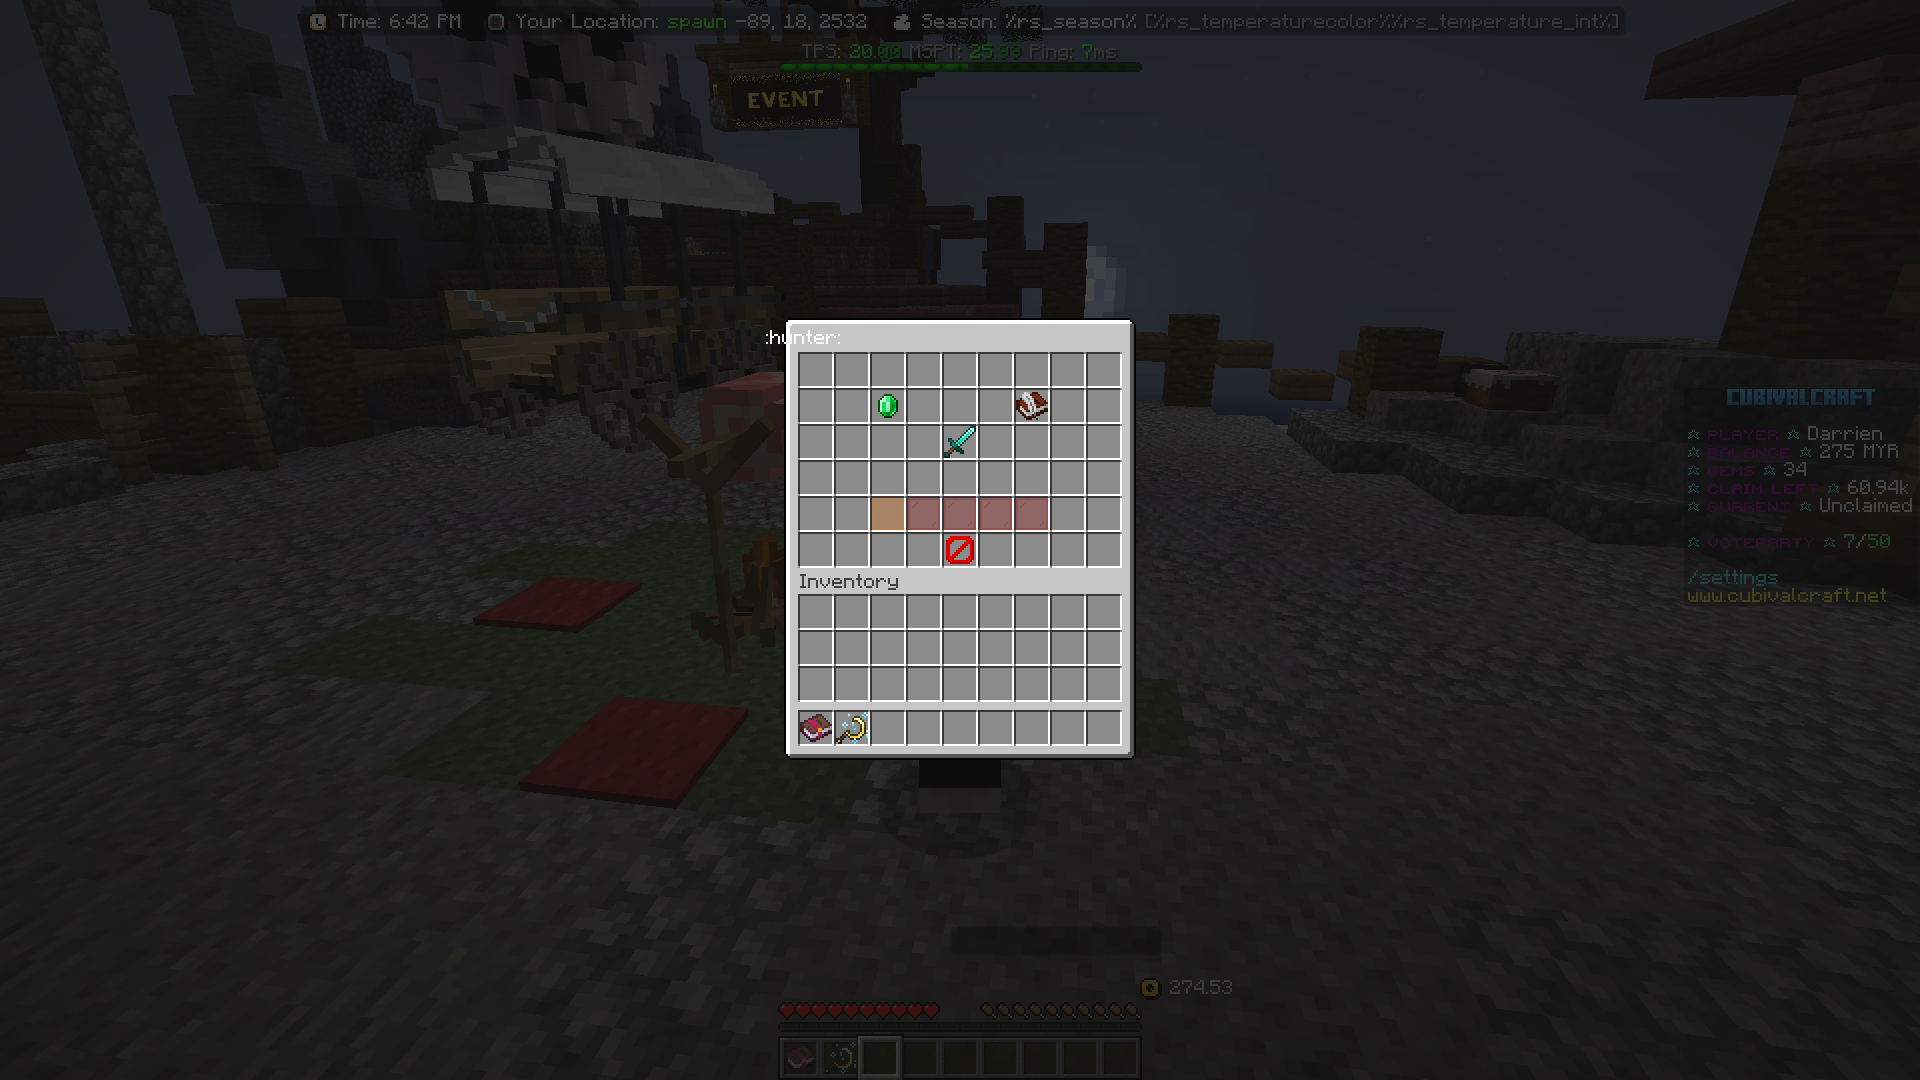 Time: 6:42 PM Your Location: spawn -89, 18, 2532 Season: %rs_season% [%rs_temperaturecolor%%rs_temperature_int%]
TPS: 20.00 MSPT: 25.99 Ping: 7ms
EVENT
:hunter:
CUBIVALCRAFT
PLAYER ☆ Darrien
BALANCE ☆ 275 MYR
GEMS ☆ 34
CLAIM LEFT ☆ 60.94k
CURRENT ☆ Unclaimed
VOTEPARTY ☆ 7/50
/settings
www.cubivalcraft.net
Inventory
274.53